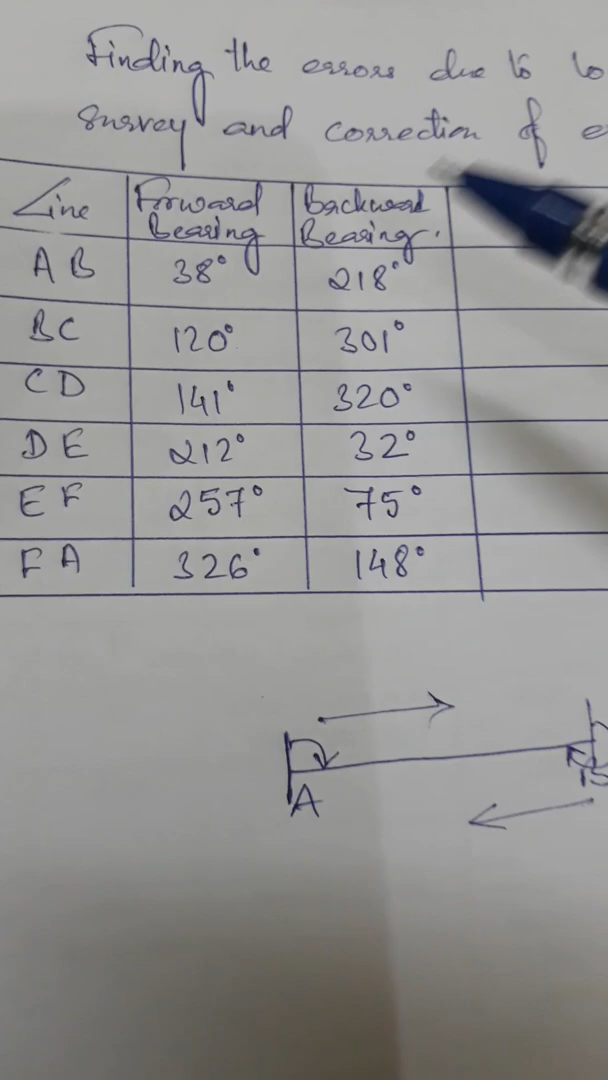 Finding the errors due to lo
Survey and correction of e
Line Forward Bearing Backward Bearing.
AB 38° 218°
BC 120° 301°
CD 141° 320°
DE 212° 32°
EF 257° 75°
FA 326° 148°
A
B